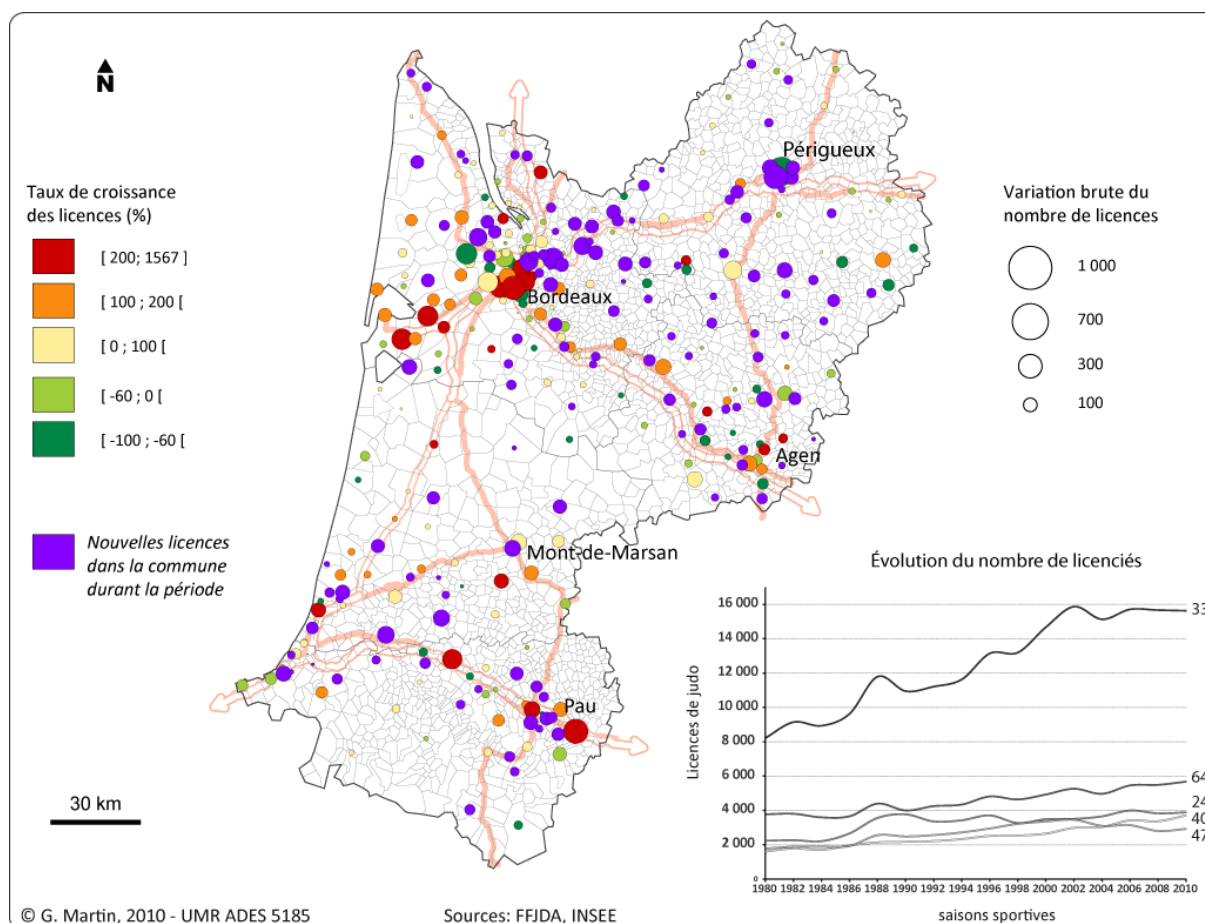 N
Périgueux
Bordeaux
Agen
Mont-de-Marsan
Pau
Taux de croissance
des licences (%)
[ 200; 1567 ]
[ 100 ; 200 [
[ 0 ; 100 [
[ -60 ; 0 [
[ -100 ; -60 [
Nouvelles licences
dans la commune
durant la période
Variation brute du
nombre de licences
1 000
700
300
100
30 km
Évolution du nombre de licenciés
Licences de judo
16 000
14 000
12 000
10 000
8 000
6 000
4 000
2 000
0
33
64
24
40
47
1980 1982 1984 1986 1988 1990 1992 1994 1996 1998 2000 2002 2004 2006 2008 2010
saisons sportives
© G. Martin, 2010 - UMR ADES 5185
Sources: FFJDA, INSEE